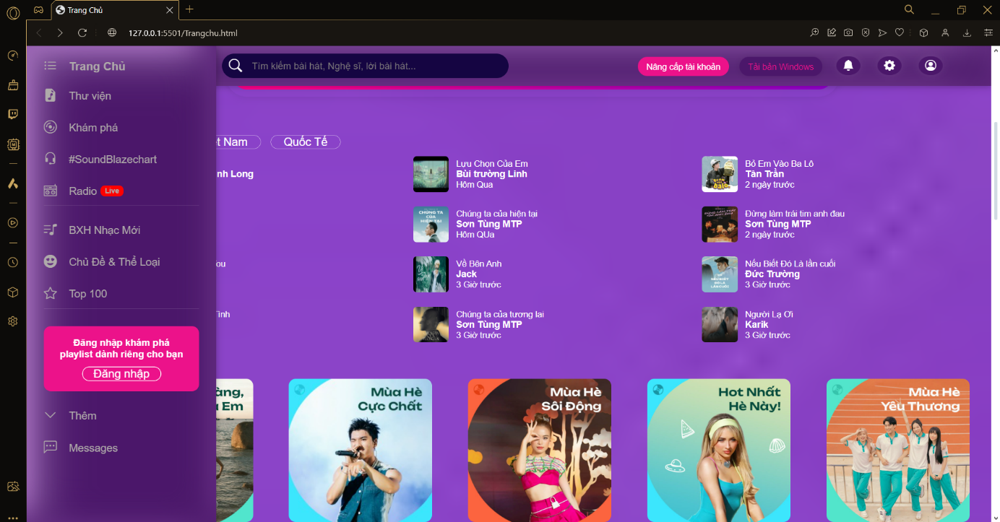 Trang Chủ
127.0.0.1:5501/Trangchu.html
Trang Chủ
Thư viện
Khám phá
#SoundBlazechart
Radio Live
BXH Nhạc Mới
Chủ Đề & Thể Loại
Top 100
Đăng nhập khám phá
playlist dành riêng cho bạn
Đăng nhập
Thêm
Messages
Tìm kiếm bài hát, Nghệ sĩ, lời bài hát...
Nâng cấp tài khoản
Tải bản Windows
ệt Nam
Quốc Tế
nh Long
ou
Tình
Lưu Chọn Của Em
Bùi trường Linh
Hôm Qua
CHÚNG TA
CỦA
HIỆN TẠI
Chúng ta của hiện tại
Sơn Tùng MTP
Hôm QUa
Về Bên Anh
Jack
3 Giờ trước
Chúng ta của tương lai
Sơn Tùng MTP
3 Giờ trước
Bỏ Em Vào Ba Lô
Tân Trần
2 ngày trước
Đừng làm trái tim anh đau
Sơn Tùng MTP
2 ngày trước
Nếu Biết Đó Là lần cuối
Đức Trường
3 Giờ trước
Người Lạ Ơi
Karik
3 Giờ trước
àng,
Em
Mùa Hè
Cực Chất
Mùa Hè
Sôi Động
Hot Nhất
Hè Này!
Mùa Hè
Yêu Thương